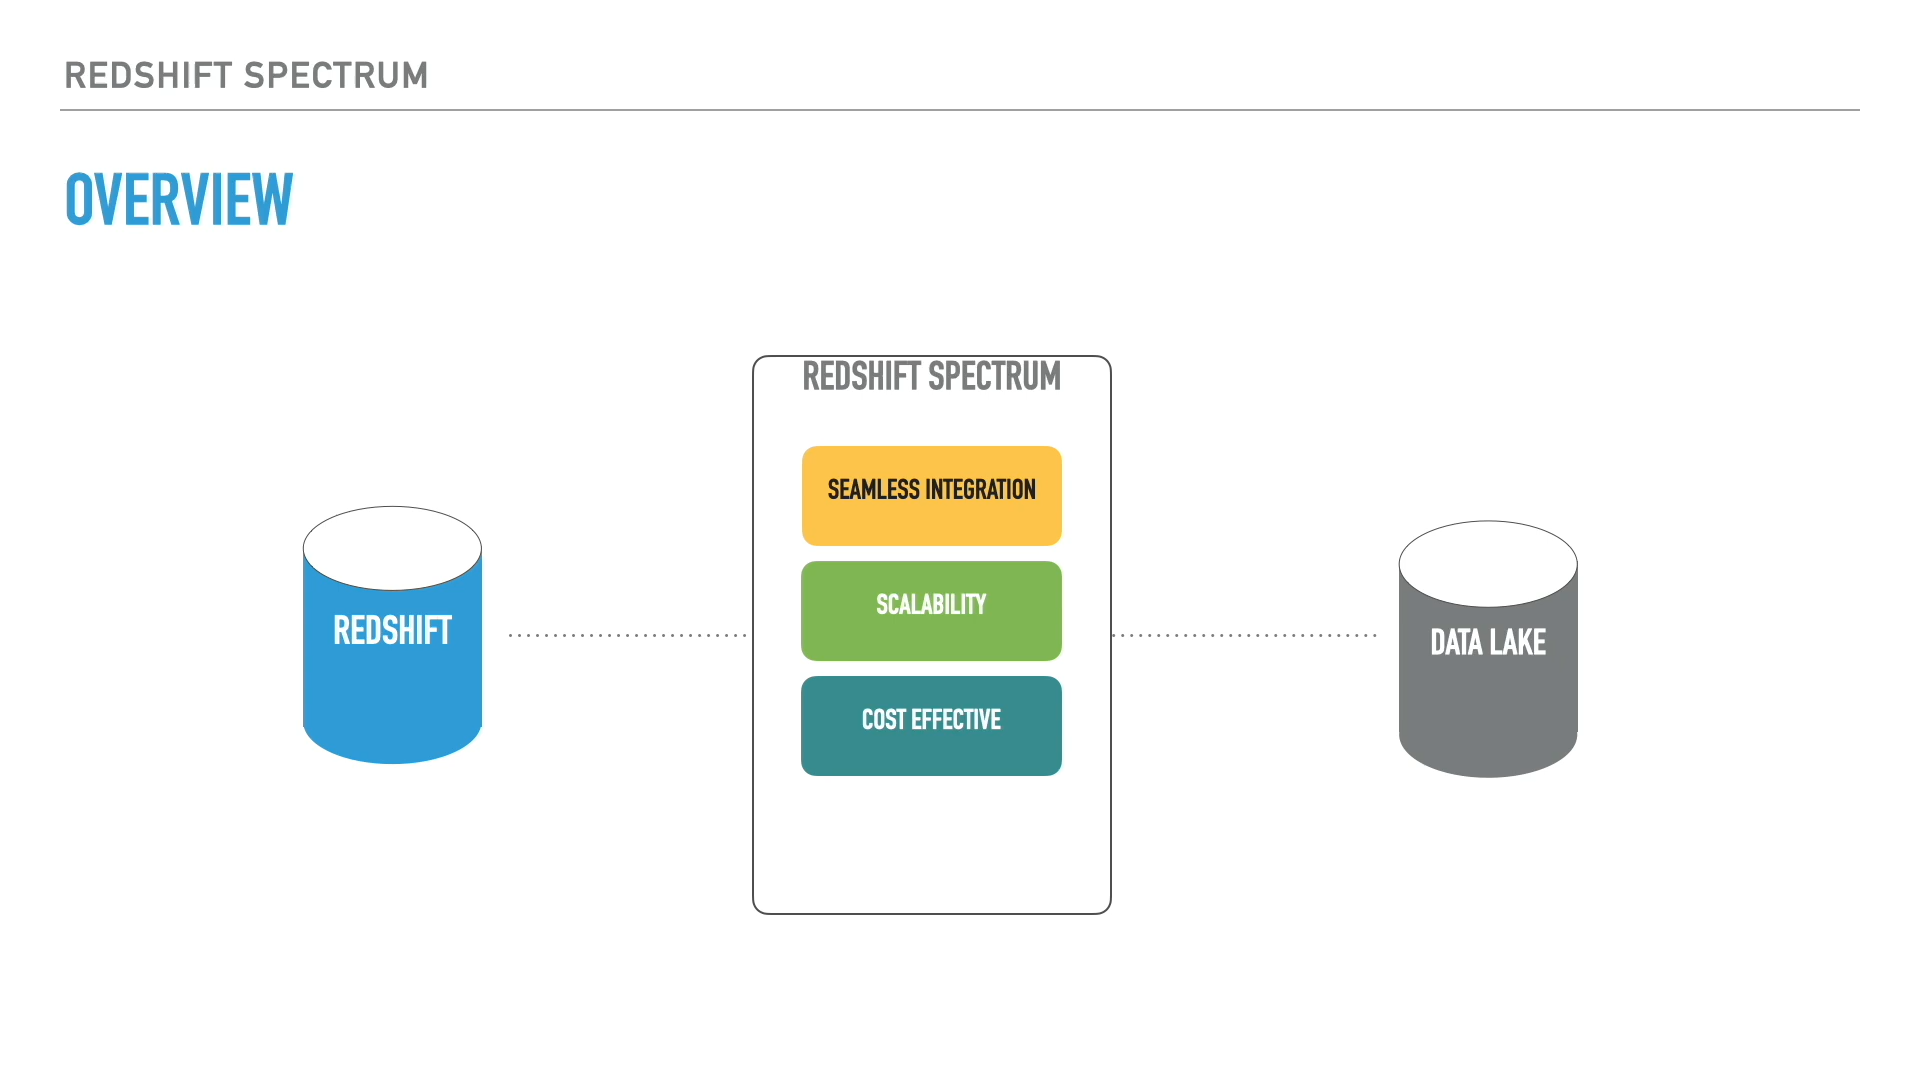 REDSHIFT SPECTRUM
OVERVIEW
REDSHIFT SPECTRUM
SEAMLESS INTEGRATION
SCALABILITY
COST EFFECTIVE
REDSHIFT
DATA LAKE